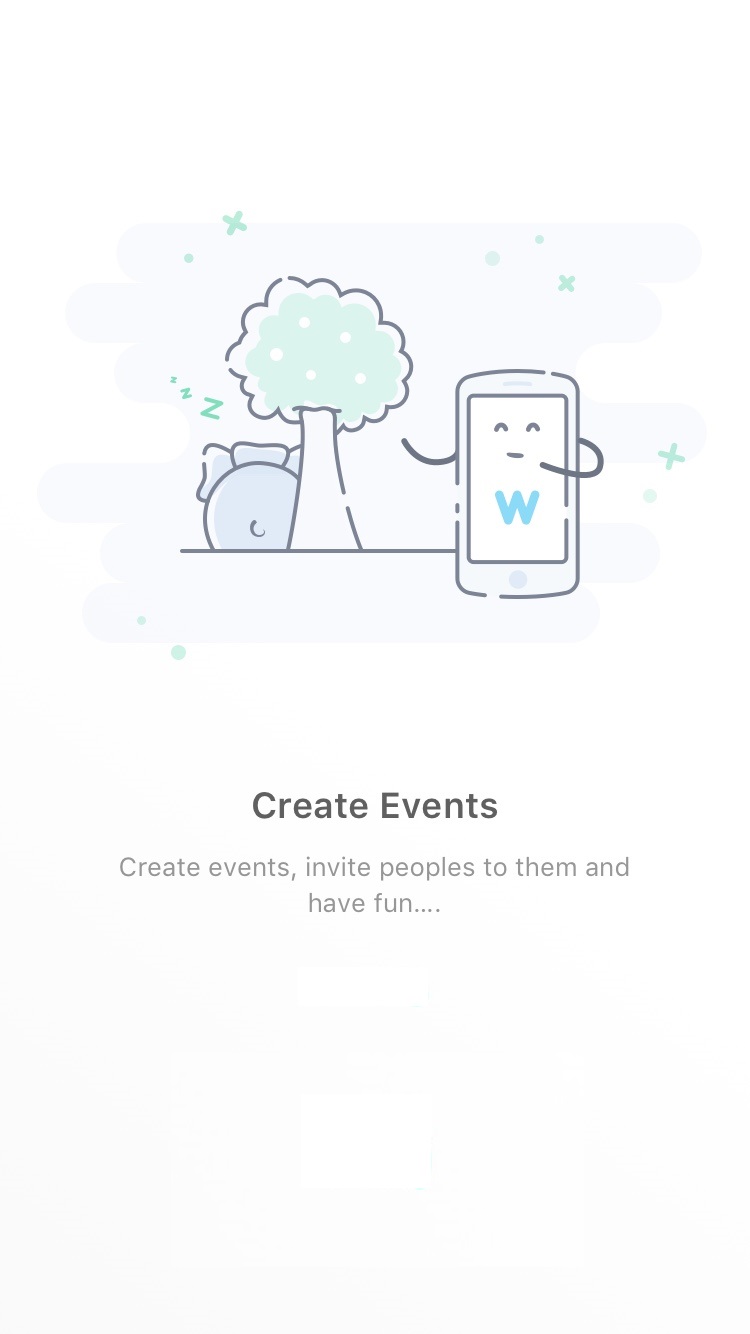 z
z
Z
W
Create Events
Create events, invite peoples to them and
have fun....